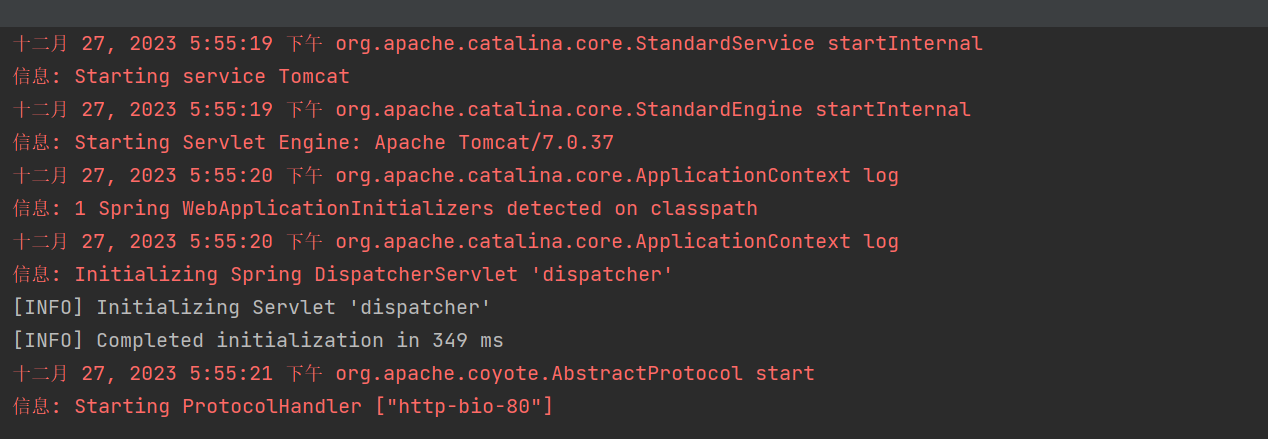 十二月 27, 2023 5:55:19 下午 org.apache.catalina.core.StandardService startInternal
信息: Starting service Tomcat
十二月 27, 2023 5:55:19 下午 org.apache.catalina.core.StandardEngine startInternal
信息: Starting Servlet Engine: Apache Tomcat/7.0.37
十二月 27, 2023 5:55:20 下午 org.apache.catalina.core.ApplicationContext log
信息: 1 Spring WebApplicationInitializers detected on classpath
十二月 27, 2023 5:55:20 下午 org.apache.catalina.core.ApplicationContext log
信息: Initializing Spring DispatcherServlet 'dispatcher'
[INFO] Initializing Servlet 'dispatcher'
[INFO] Completed initialization in 349 ms
十二月 27, 2023 5:55:21 下午 org.apache.coyote.AbstractProtocol start
信息: Starting ProtocolHandler ["http-bio-80"]